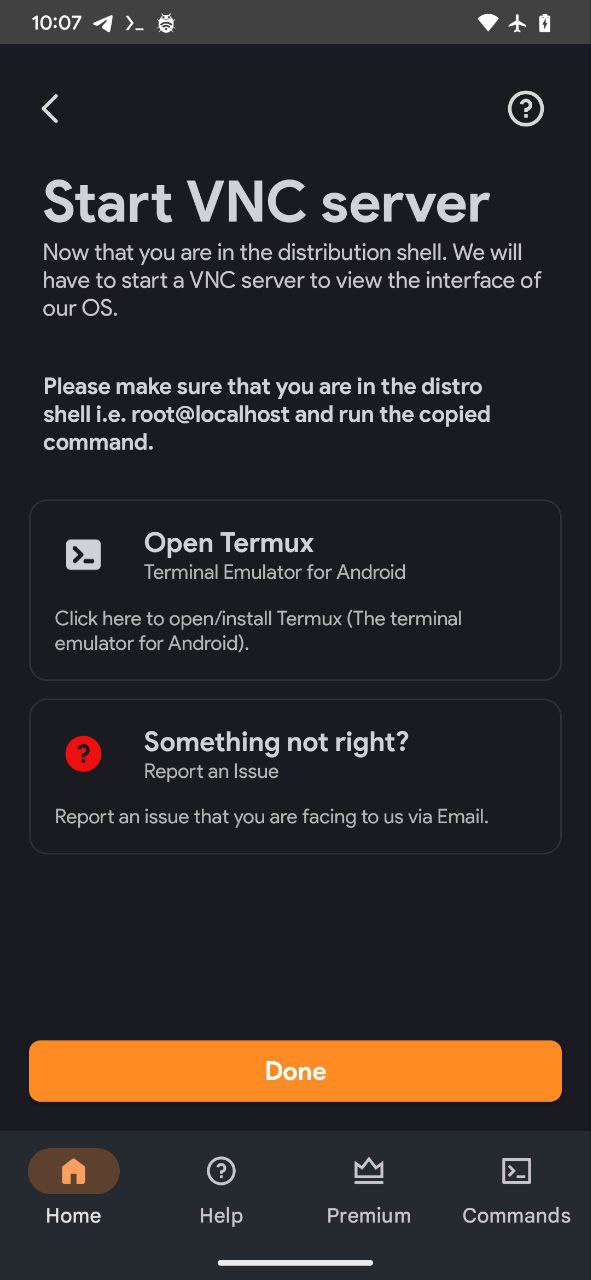 10:07
Start VNC server
Now that you are in the distribution shell. We will
have to start a VNC server to view the interface of
our OS.
Please make sure that you are in the distro
shell i.e. root@localhost and run the copied
command.
Open Termux
Terminal Emulator for Android
Click here to open/install Termux (The terminal
emulator for Android).
Something not right?
Report an Issue
Report an issue that you are facing to us via Email.
Done
Home Help Premium Commands